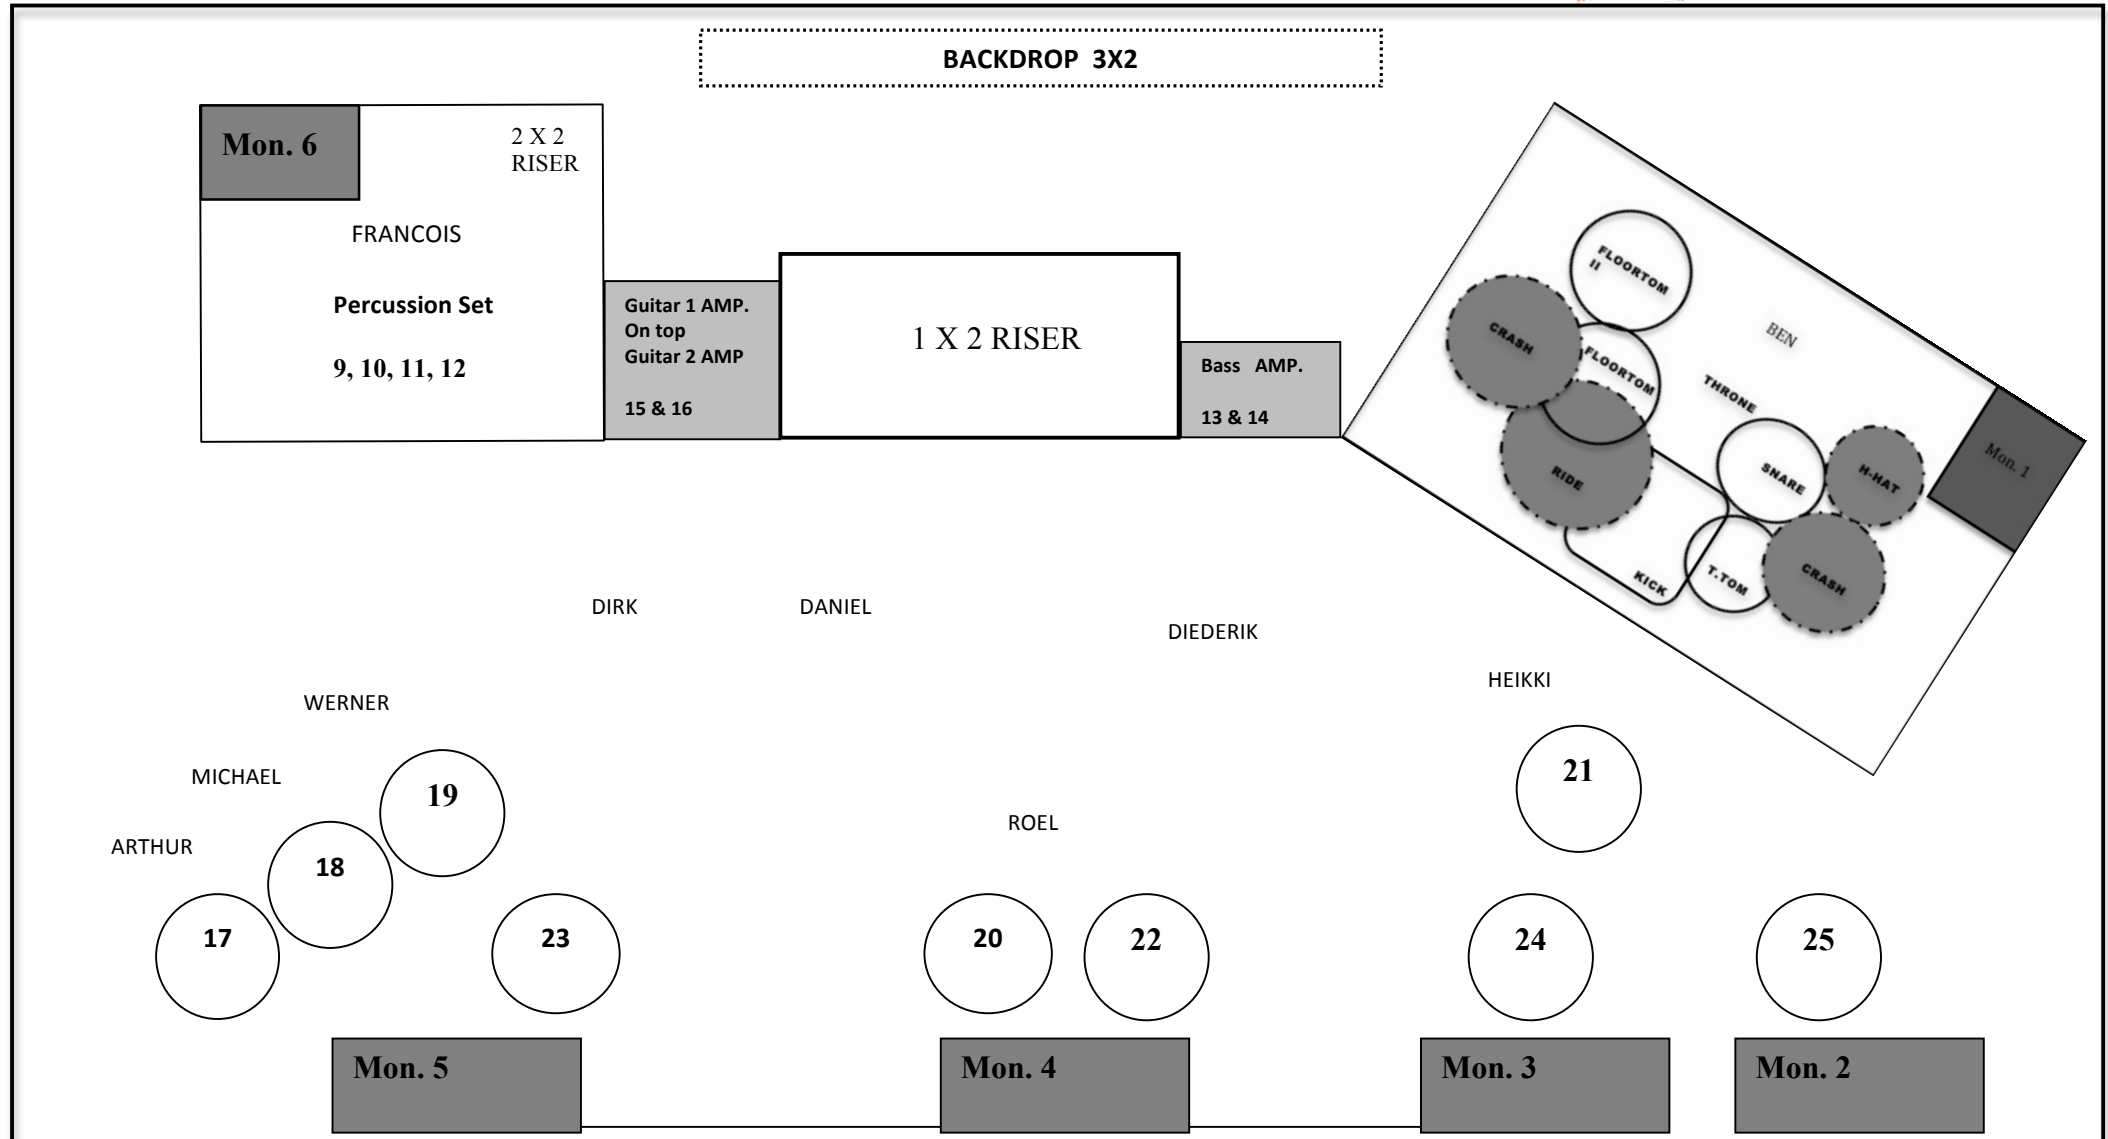 BACKDROP 3X2
Mon. 6
2 X 2
RISER
FRANCOIS
Percussion Set
9, 10, 11, 12
Guitar 1 AMP.
On top
Guitar 2 AMP
15 & 16
1 X 2 RISER
Bass AMP.
13 & 14
FLOORTOM
II
CRASH
FLOORTOM
BEN
THRONE
RIDE
SNARE
H-HAT
Mon. 1
KICK
T.TOM
CRASH
DIRK
DANIEL
DIEDERIK
HEIKKI
WERNER
MICHAEL
ARTHUR
ROEL
21
19
18
17
23
20
22
24
25
Mon. 5
Mon. 4
Mon. 3
Mon. 2